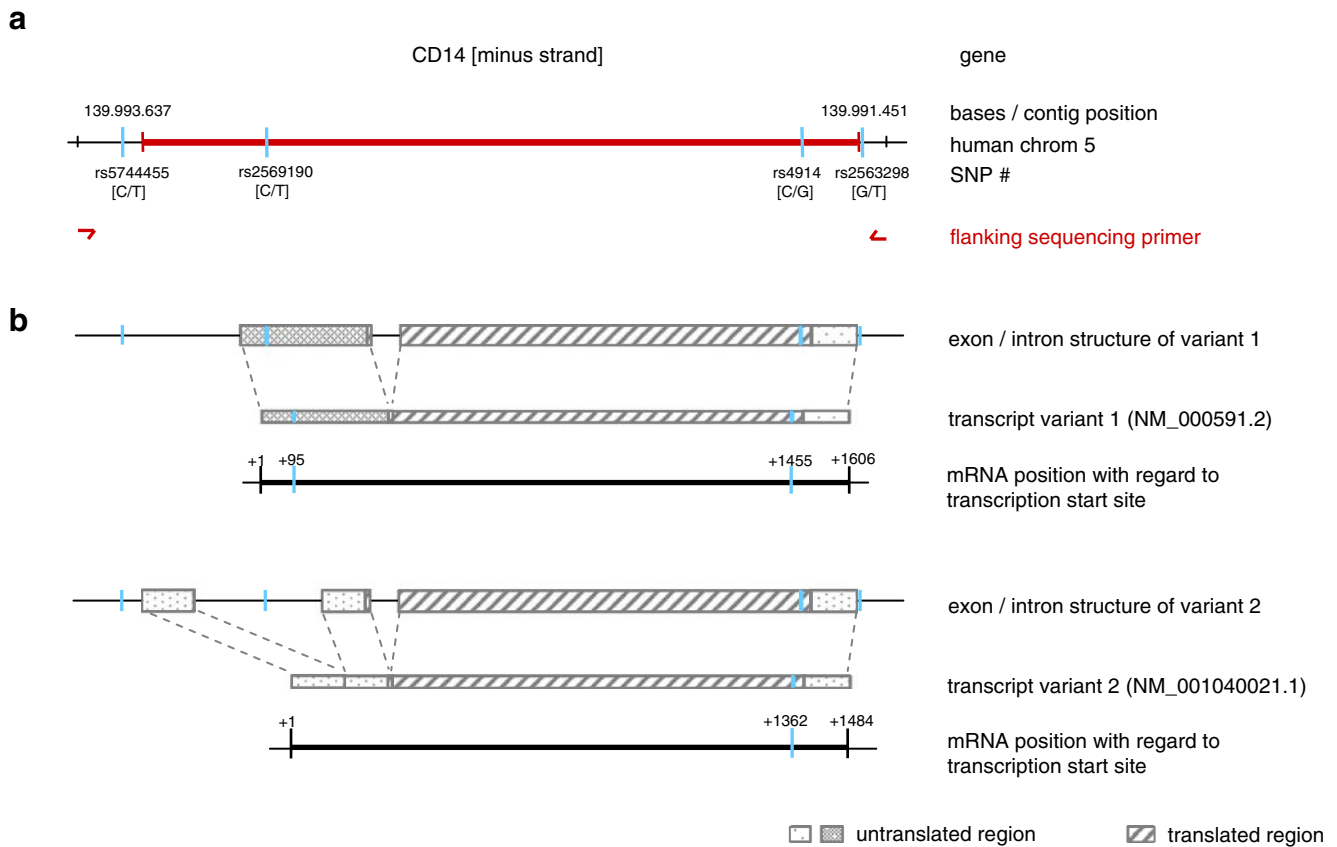 a
CD14 [minus strand]
gene
139.993.637
139.991.451
bases / contig position
human chrom 5
rs5744455
[C/T]
rs2569190
[C/T]
rs4914
[C/G]
rs2563298
[G/T]
SNP #
flanking sequencing primer
b
exon / intron structure of variant 1
transcript variant 1 (NM_000591.2)
+1
+95
+1455
+1606
mRNA position with regard to
transcription start site
exon / intron structure of variant 2
transcript variant 2 (NM_001040021.1)
+1
+1362
+1484
mRNA position with regard to
transcription start site
untranslated region
translated region